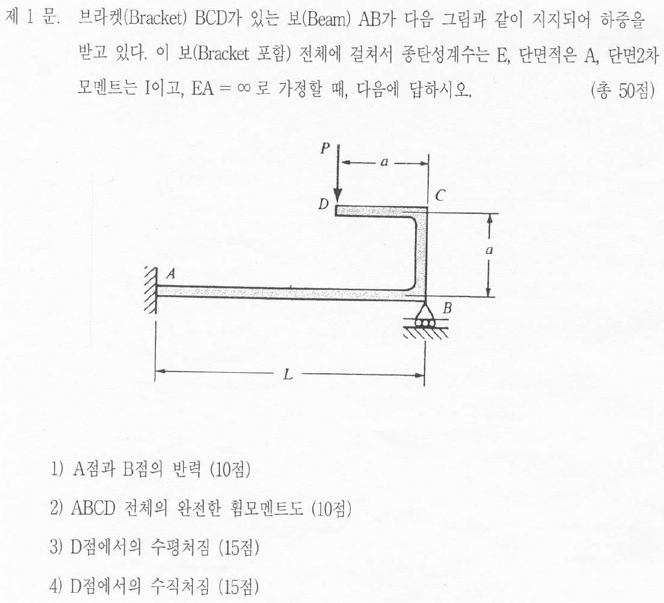 제 1 문. 브라켓(Bracket) BCD가 있는 보(Beam) AB가 다음 그림과 같이 지지되어 하중을
받고 있다. 이 보(Bracket 포함) 전체에 걸쳐서 종탄성계수는 E, 단면적은 A, 단면2차
모멘트는 I이고, EA = ∞ 로 가정할 때, 다음에 답하시오. (총 50점)
P
a
D
C
a
A
B
L
1) A점과 B점의 반력 (10점)
2) ABCD 전체의 완전한 휨모멘트도 (10점)
3) D점에서의 수평처짐 (15점)
4) D점에서의 수직처짐 (15점)